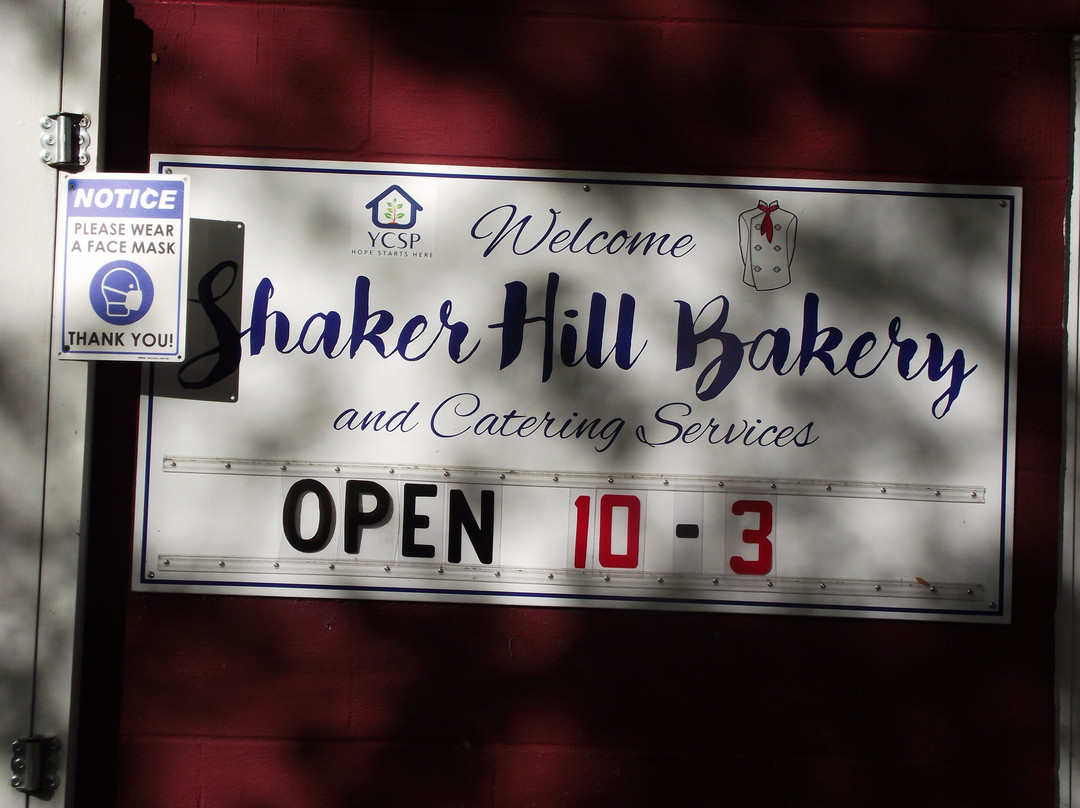 NOTICE
PLEASE WEAR
A FACE MASK
THANK YOU!
YCSP
HOPE STARTS HERE
Welcome
Shaker Hill Bakery
and Catering Services
OPEN 10 - 3